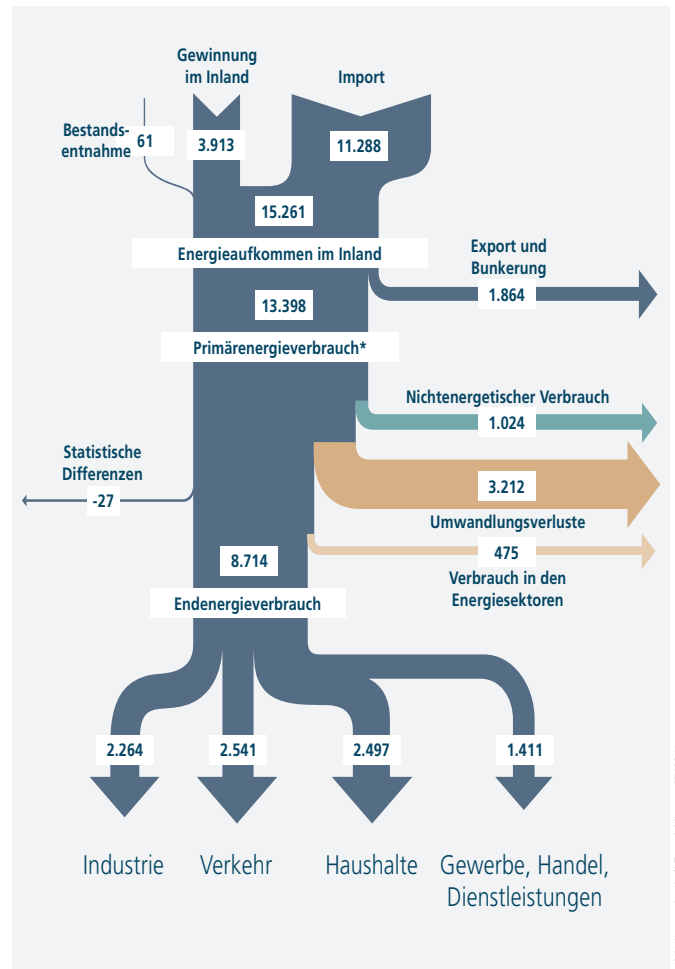 Gewinnung
im Inland
Import
Bestands-
entnahme
61
3.913
11.288
15.261
Energieaufkommen im Inland
Export und
Bunkerung
1.864
13.398
Primärenergieverbrauch*
Nichtenergetischer Verbrauch
1.024
Statistische
Differenzen
-27
3.212
Umwandlungsverluste
475
Verbrauch in den
Energiesektoren
8.714
Endenergieverbrauch
2.264
2.541
2.497
1.411
Industrie
Verkehr
Haushalte
Gewerbe, Handel,
Dienstleistungen